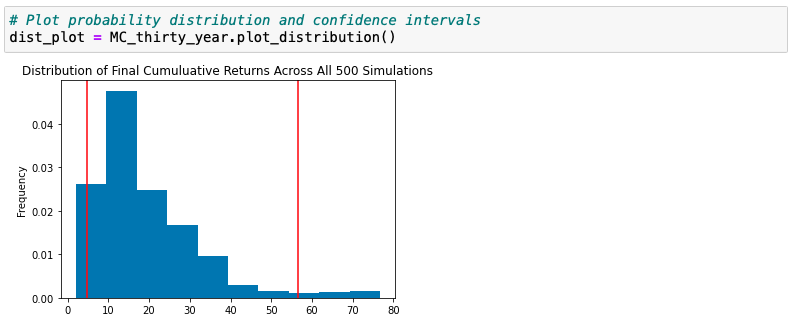 # Plot probability distribution and confidence intervals
dist_plot = MC_thirty_year.plot_distribution()
Distribution of Final Cumuluative Returns Across All 500 Simulations
0.04
0.03
Frequency
0.02
0.01
0.00
0 10 20 30 40 50 60 70 80